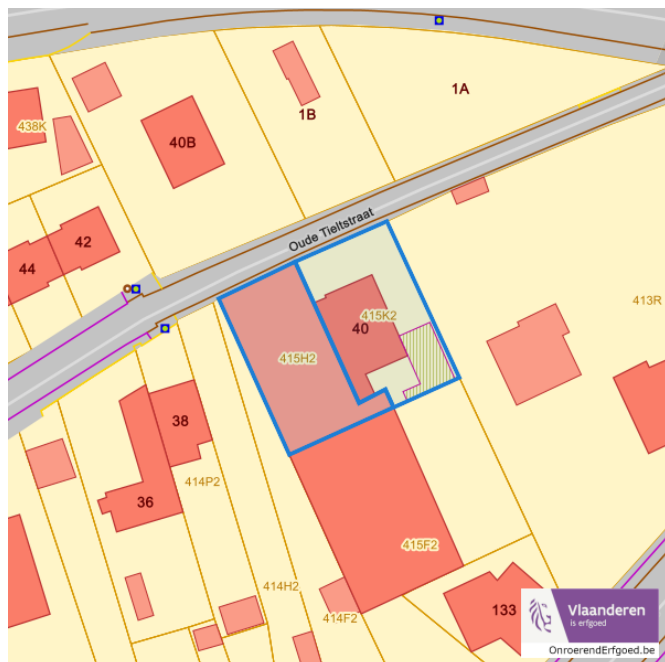 1A
1B
438K
40B
Oude Tieltstraat
42
44
413R
40
415K2
415H2
38
414P2
36
415F2
414H2
414F2
133
Vlaanderen
is erfgoed
OnroerendErfgoed.be